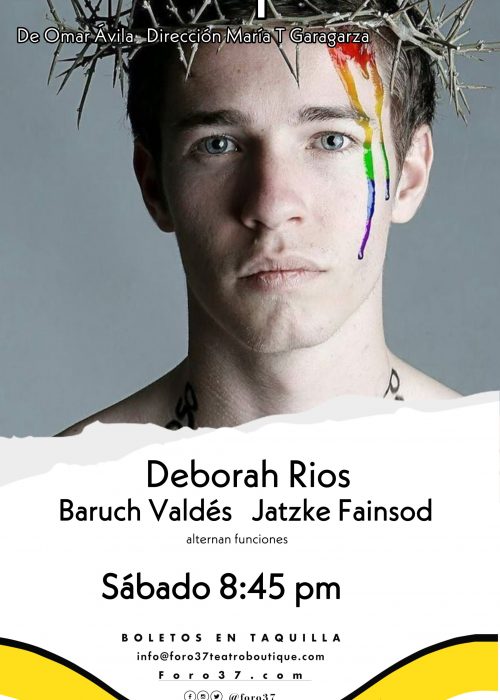 De Omar Ávila Dirección María T Garagarza
Deborah Rios
Baruch Valdés Jatzke Fainsod
alternan funciones
Sábado 8:45 pm
BOLETOS EN TAQUILLA
info@foro37teatroboutique.com
Foro37.com
@foro37